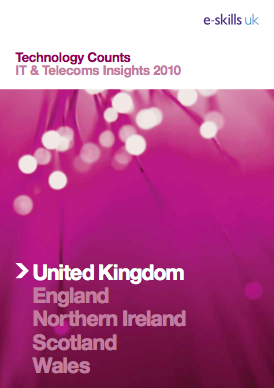 e-skills uk
Technology Counts
IT & Telecoms Insights 2010
United Kingdom
England
Northern Ireland
Scotland
Wales